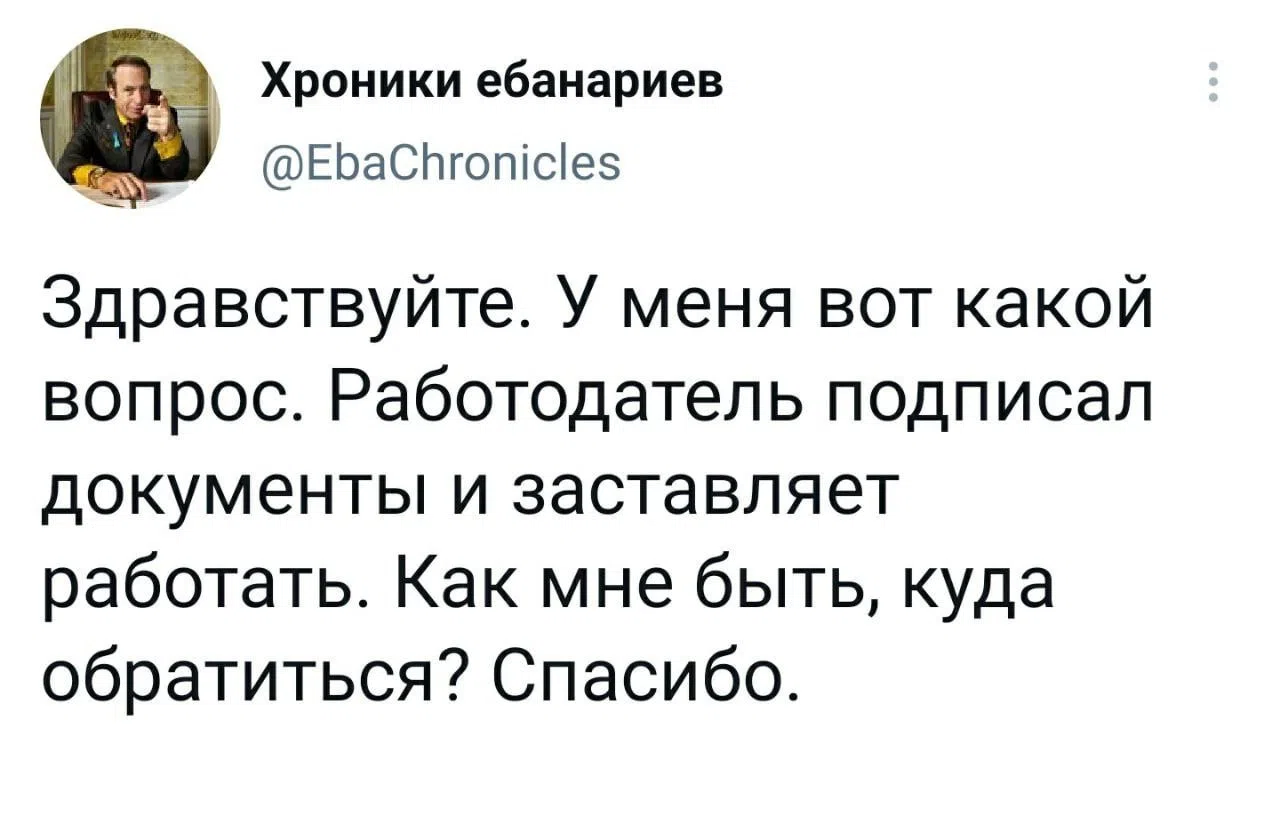 Хроники ебанариев
@EbaChronicles
Здравствуйте. У меня вот какой
вопрос. Работодатель подписал
документы и заставляет
работать. Как мне быть, куда
обратиться? Спасибо.